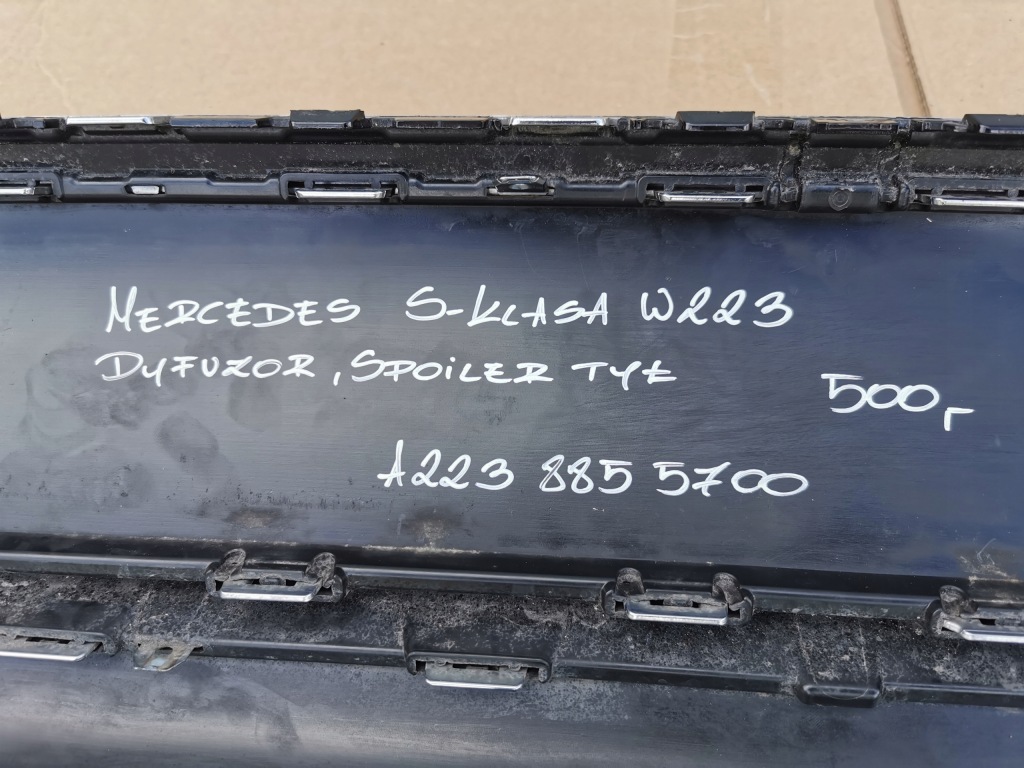 MERCEDES S-KLASA W223
DYFUZOR, SPOILER TYŁ
500,-
A223 885 5700